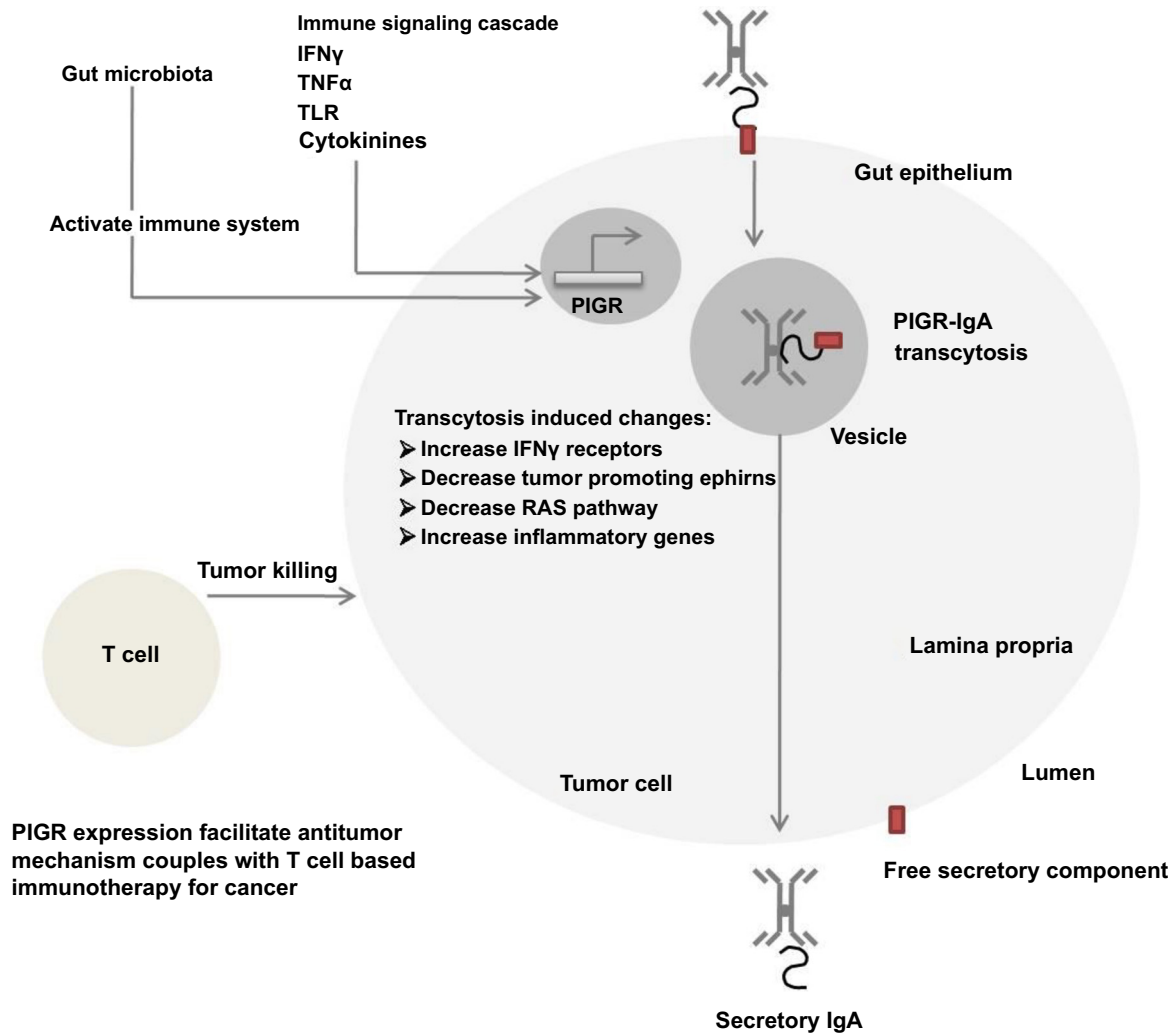 Immune signaling cascade
IFNγ
TNFα
TLR
Cytokinines
Gut microbiota
Activate immune system
Gut epithelium
PIGR
PIGR-IgA
transcytosis
Vesicle
Transcytosis induced changes:
➢ Increase IFNγ receptors
➢ Decrease tumor promoting ephirns
➢ Decrease RAS pathway
➢ Increase inflammatory genes
Tumor killing
T cell
Lamina propria
Tumor cell
Lumen
Free secretory component
PIGR expression facilitate antitumor
mechanism couples with T cell based
immunotherapy for cancer
Secretory IgA